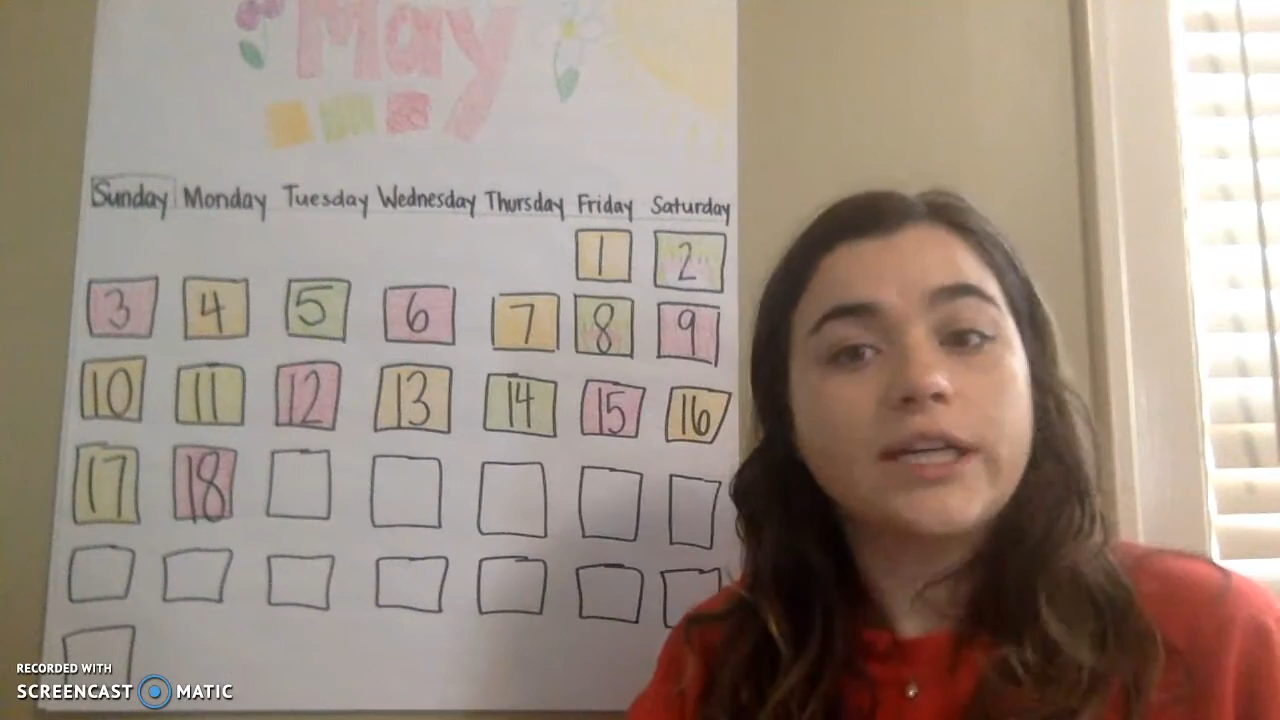 May
Sunday Monday Tuesday Wednesday Thursday Friday Saturday
1 2
3 4 5 6 7 8 9
10 11 12 13 14 15 16
17 18
RECORDED WITH
SCREENCAST MATIC